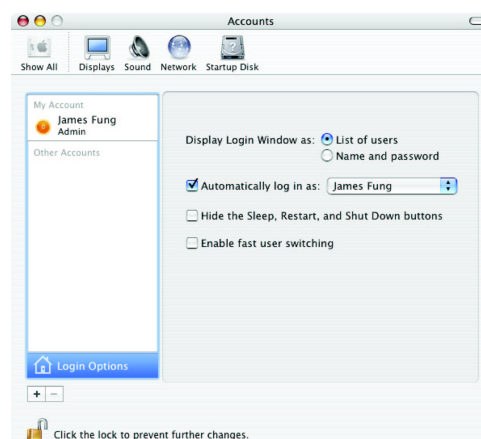 Accounts
Show All Displays Sound Network Startup Disk
My Account
James Fung
Admin
Other Accounts
Login Options
Display Login Window as: List of users
Name and password
Automatically log in as: James Fung
Hide the Sleep, Restart, and Shut Down buttons
Enable fast user switching
+ −
Click the lock to prevent further changes.